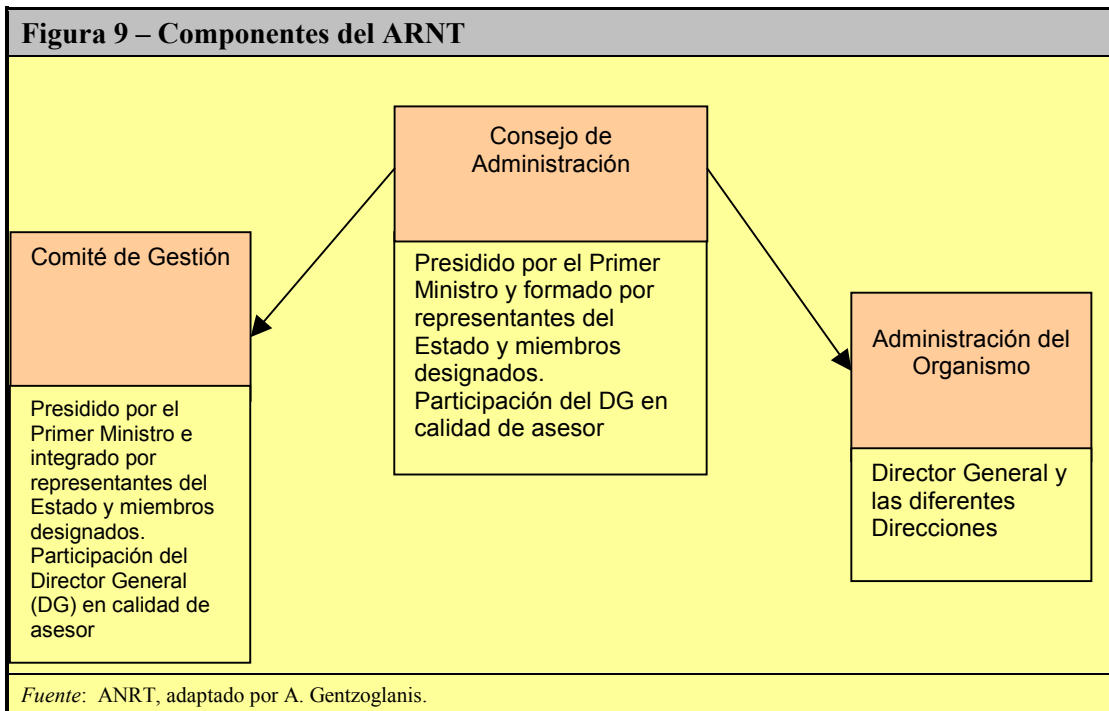 Figura 9 – Componentes del ARNT
Consejo de
Administración
Presidido por el Primer
Ministro y formado por
representantes del
Estado y miembros
designados.
Participación del DG en
calidad de asesor
Comité de Gestión
Presidido por el
Primer Ministro e
integrado por
representantes del
Estado y miembros
designados.
Participación del
Director General
(DG) en calidad de
asesor
Administración del
Organismo
Director General y
las diferentes
Direcciones
Fuente: ANRT, adaptado por A. Gentzoglanis.